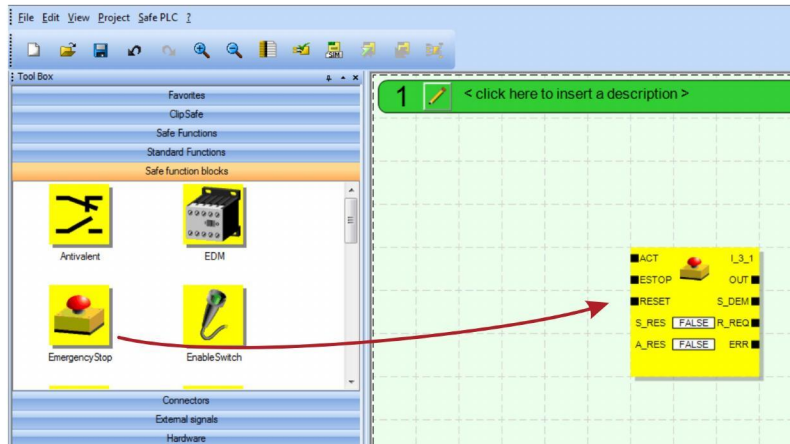 File Edit View Project Safe PLC ?
SIM
Tool Box
Favorites
ClipSafe
Safe Functions
Standard Functions
Safe function blocks
Antivalent
EDM
EmergencyStop
EnableSwitch
Connectors
External signals
Hardware
1 < click here to insert a description >
ACT I_3_1
ESTOP OUT
RESET S_DEM
S_RES FALSE R_REQ
A_RES FALSE ERR